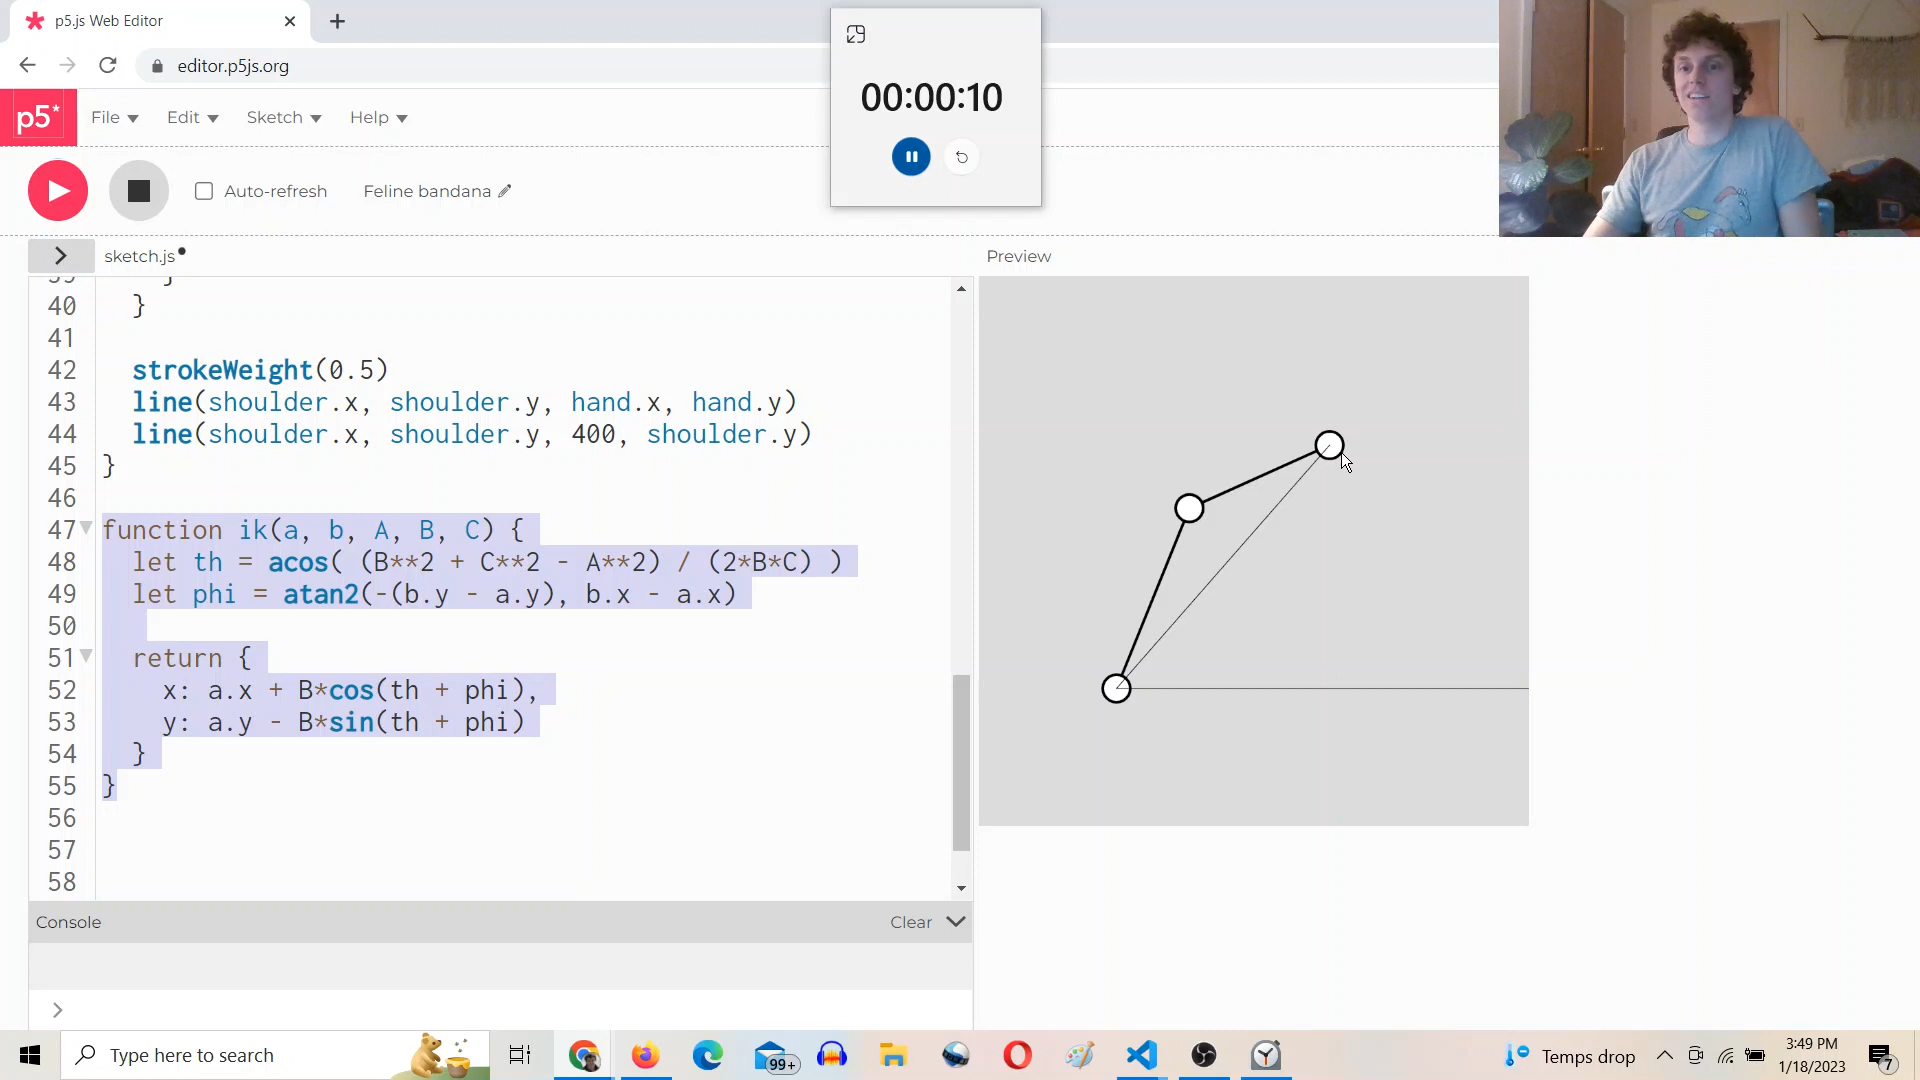 p5.js Web Editor
editor.p5js.org
00:00:10
p5*
File
Edit
Sketch
Help
Auto-refresh
Feline bandana
sketch.js
Preview
40 }
41
42 strokeWeight(0.5)
43 line(shoulder.x, shoulder.y, hand.x, hand.y)
44 line(shoulder.x, shoulder.y, 400, shoulder.y)
45 }
46
47 function ik(a, b, A, B, C) {
48 let th = acos( (B**2 + C**2 - A**2) / (2*B*C) )
49 let phi = atan2(-(b.y - a.y), b.x - a.x)
50
51 return {
52 x: a.x + B*cos(th + phi),
53 y: a.y - B*sin(th + phi)
54 }
55 }
56
57
58
Console
Clear
>
Type here to search
99+
Temps drop
3:49 PM
1/18/2023
7